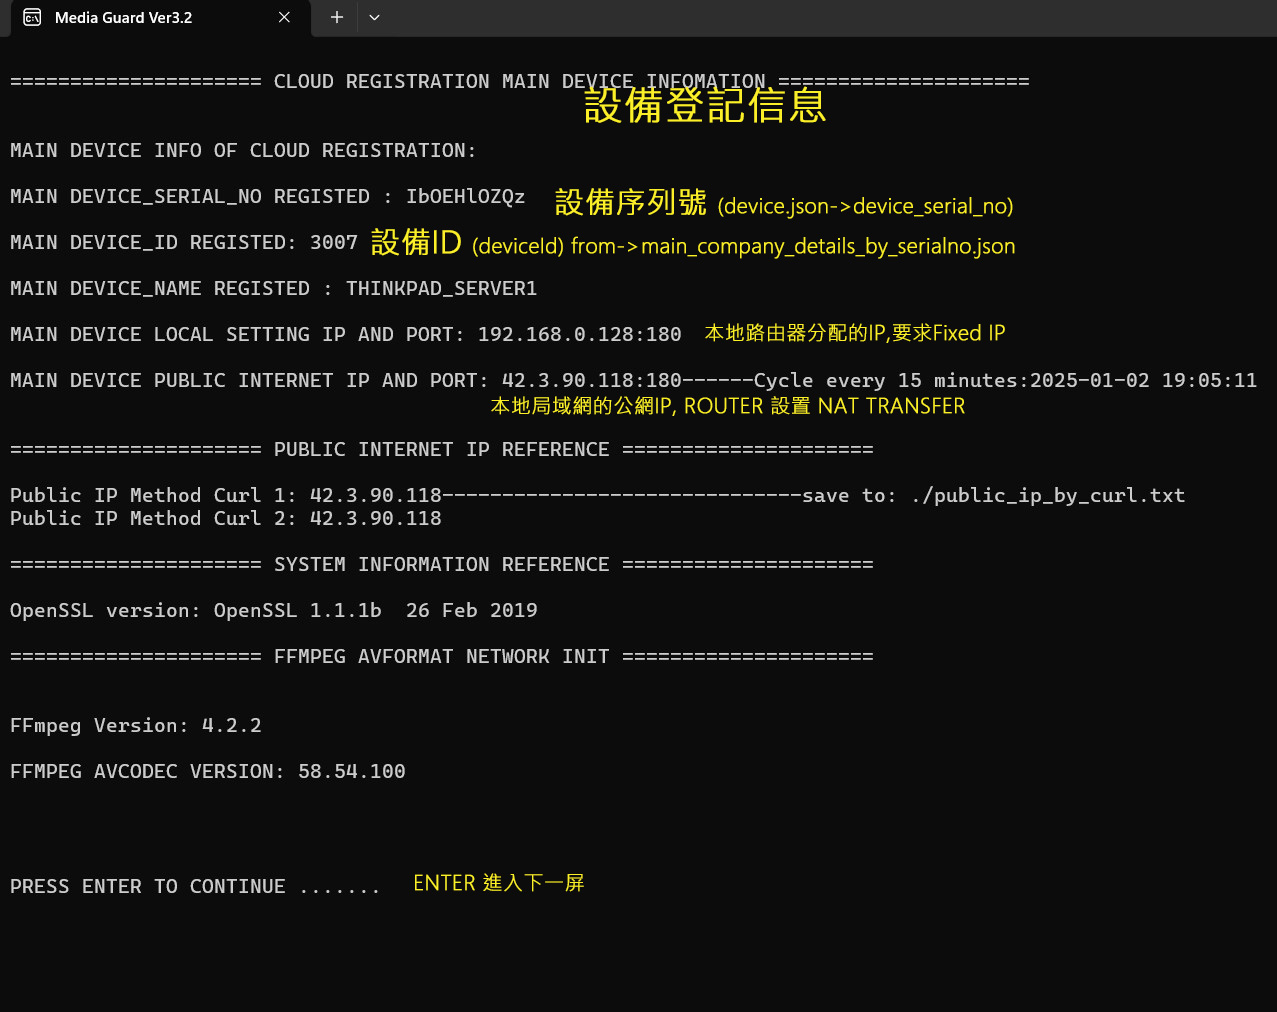 Media Guard Ver3.2
===================== CLOUD REGISTRATION MAIN DEVICE INFOMATION =====================
設備登記信息
MAIN DEVICE INFO OF CLOUD REGISTRATION:
MAIN DEVICE_SERIAL_NO REGISTED : IbOEHlOZQz 設備序列號 (device.json->device_serial_no)
MAIN DEVICE_ID REGISTED: 3007 設備ID (deviceId) from->main_company_details_by_serialno.json
MAIN DEVICE_NAME REGISTED : THINKPAD_SERVER1
MAIN DEVICE LOCAL SETTING IP AND PORT: 192.168.0.128:180 本地路由器分配的IP,要求Fixed IP
MAIN DEVICE PUBLIC INTERNET IP AND PORT: 42.3.90.118:180------Cycle every 15 minutes:2025-01-02 19:05:11
本地局域網的公網IP, ROUTER 設置 NAT TRANSFER
===================== PUBLIC INTERNET IP REFERENCE =====================
Public IP Method Curl 1: 42.3.90.118------------------------------save to: ./public_ip_by_curl.txt
Public IP Method Curl 2: 42.3.90.118
===================== SYSTEM INFORMATION REFERENCE =====================
OpenSSL version: OpenSSL 1.1.1b  26 Feb 2019
===================== FFMPEG AVFORMAT NETWORK INIT =====================
FFmpeg Version: 4.2.2
FFMPEG AVCODEC VERSION: 58.54.100
PRESS ENTER TO CONTINUE ....... ENTER 進入下一屏